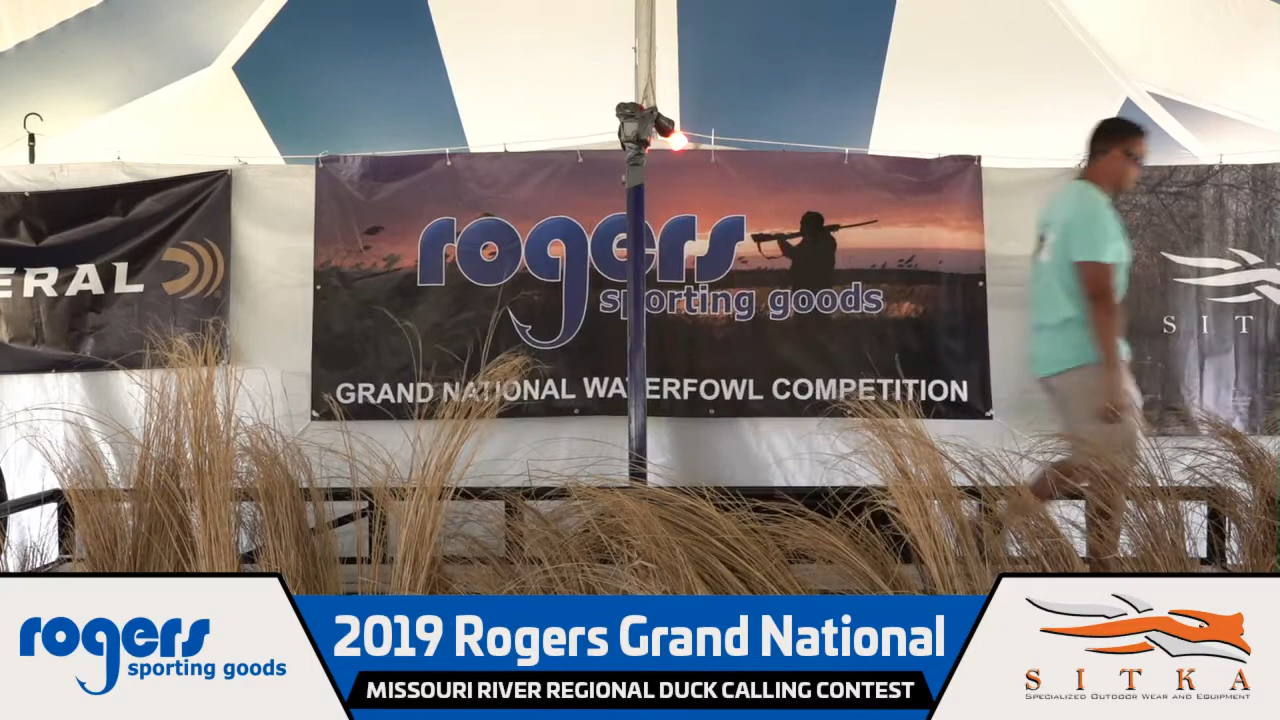 ERAL
rogers
sporting goods
GRAND NATIONAL WATERFOWL COMPETITION
SIT
rogers
sporting goods
2019 Rogers Grand National
MISSOURI RIVER REGIONAL DUCK CALLING CONTEST
SITKA
SPECIALIZED OUTDOOR WEAR AND EQUIPMENT